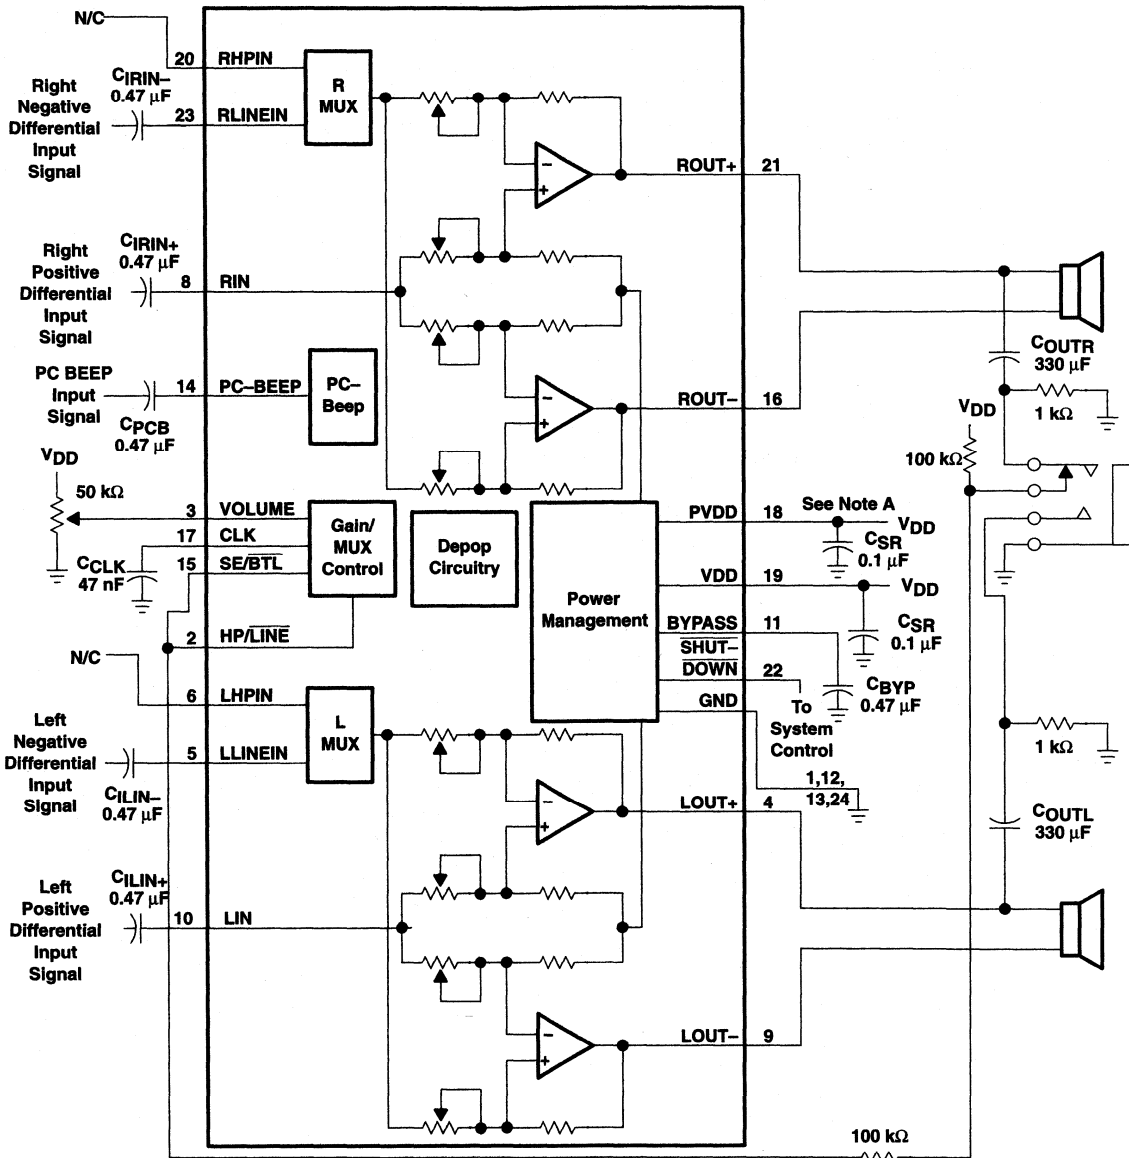 N/C
20 RHPIN
Right
Negative
Differential
Input
Signal
CIRIN–
0.47 µF
23 RLINEIN
R
MUX
ROUT+ 21
Right
Positive
Differential
Input
Signal
CIRIN+
0.47 µF
8 RIN
COUTR
330 µF
1 kΩ
PC BEEP
Input
Signal
14 PC–BEEP
CPCB
0.47 µF
PC–
Beep
ROUT– 16
VDD
100 kΩ
VDD
50 kΩ
3 VOLUME
17 CLK
CCLK
47 nF
15 SE/BTL
2 HP/LINE
Gain/
MUX
Control
Depop
Circuitry
Power
Management
PVDD 18
See Note A
VDD
CSR
0.1 µF
VDD 19
VDD
CSR
0.1 µF
BYPASS 11
SHUT–
DOWN 22
CBYP
0.47 µF
To
System
Control
GND
1,12,
13,24
N/C
6 LHPIN
Left
Negative
Differential
Input
Signal
5 LLINEIN
CILIN–
0.47 µF
L
MUX
1 kΩ
LOUT+ 4
COUTL
330 µF
Left
Positive
Differential
Input
Signal
CILIN+
0.47 µF
10 LIN
LOUT– 9
100 kΩ